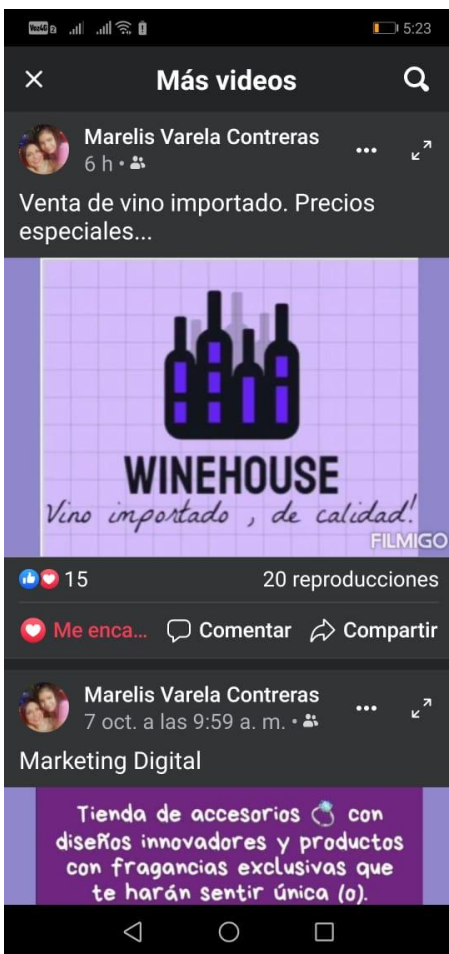 VoLTE 2 5:23
Más videos
Marelis Varela Contreras
6 h •
Venta de vino importado. Precios
especiales...
WINEHOUSE
Vino importado , de calidad!
FILMIGO
15 20 reproducciones
Me enca... Comentar Compartir
Marelis Varela Contreras
7 oct. a las 9:59 a. m. •
Marketing Digital
Tienda de accesorios 💍 con
diseños innovadores y productos
con fragancias exclusivas que
te harán sentir única (o).